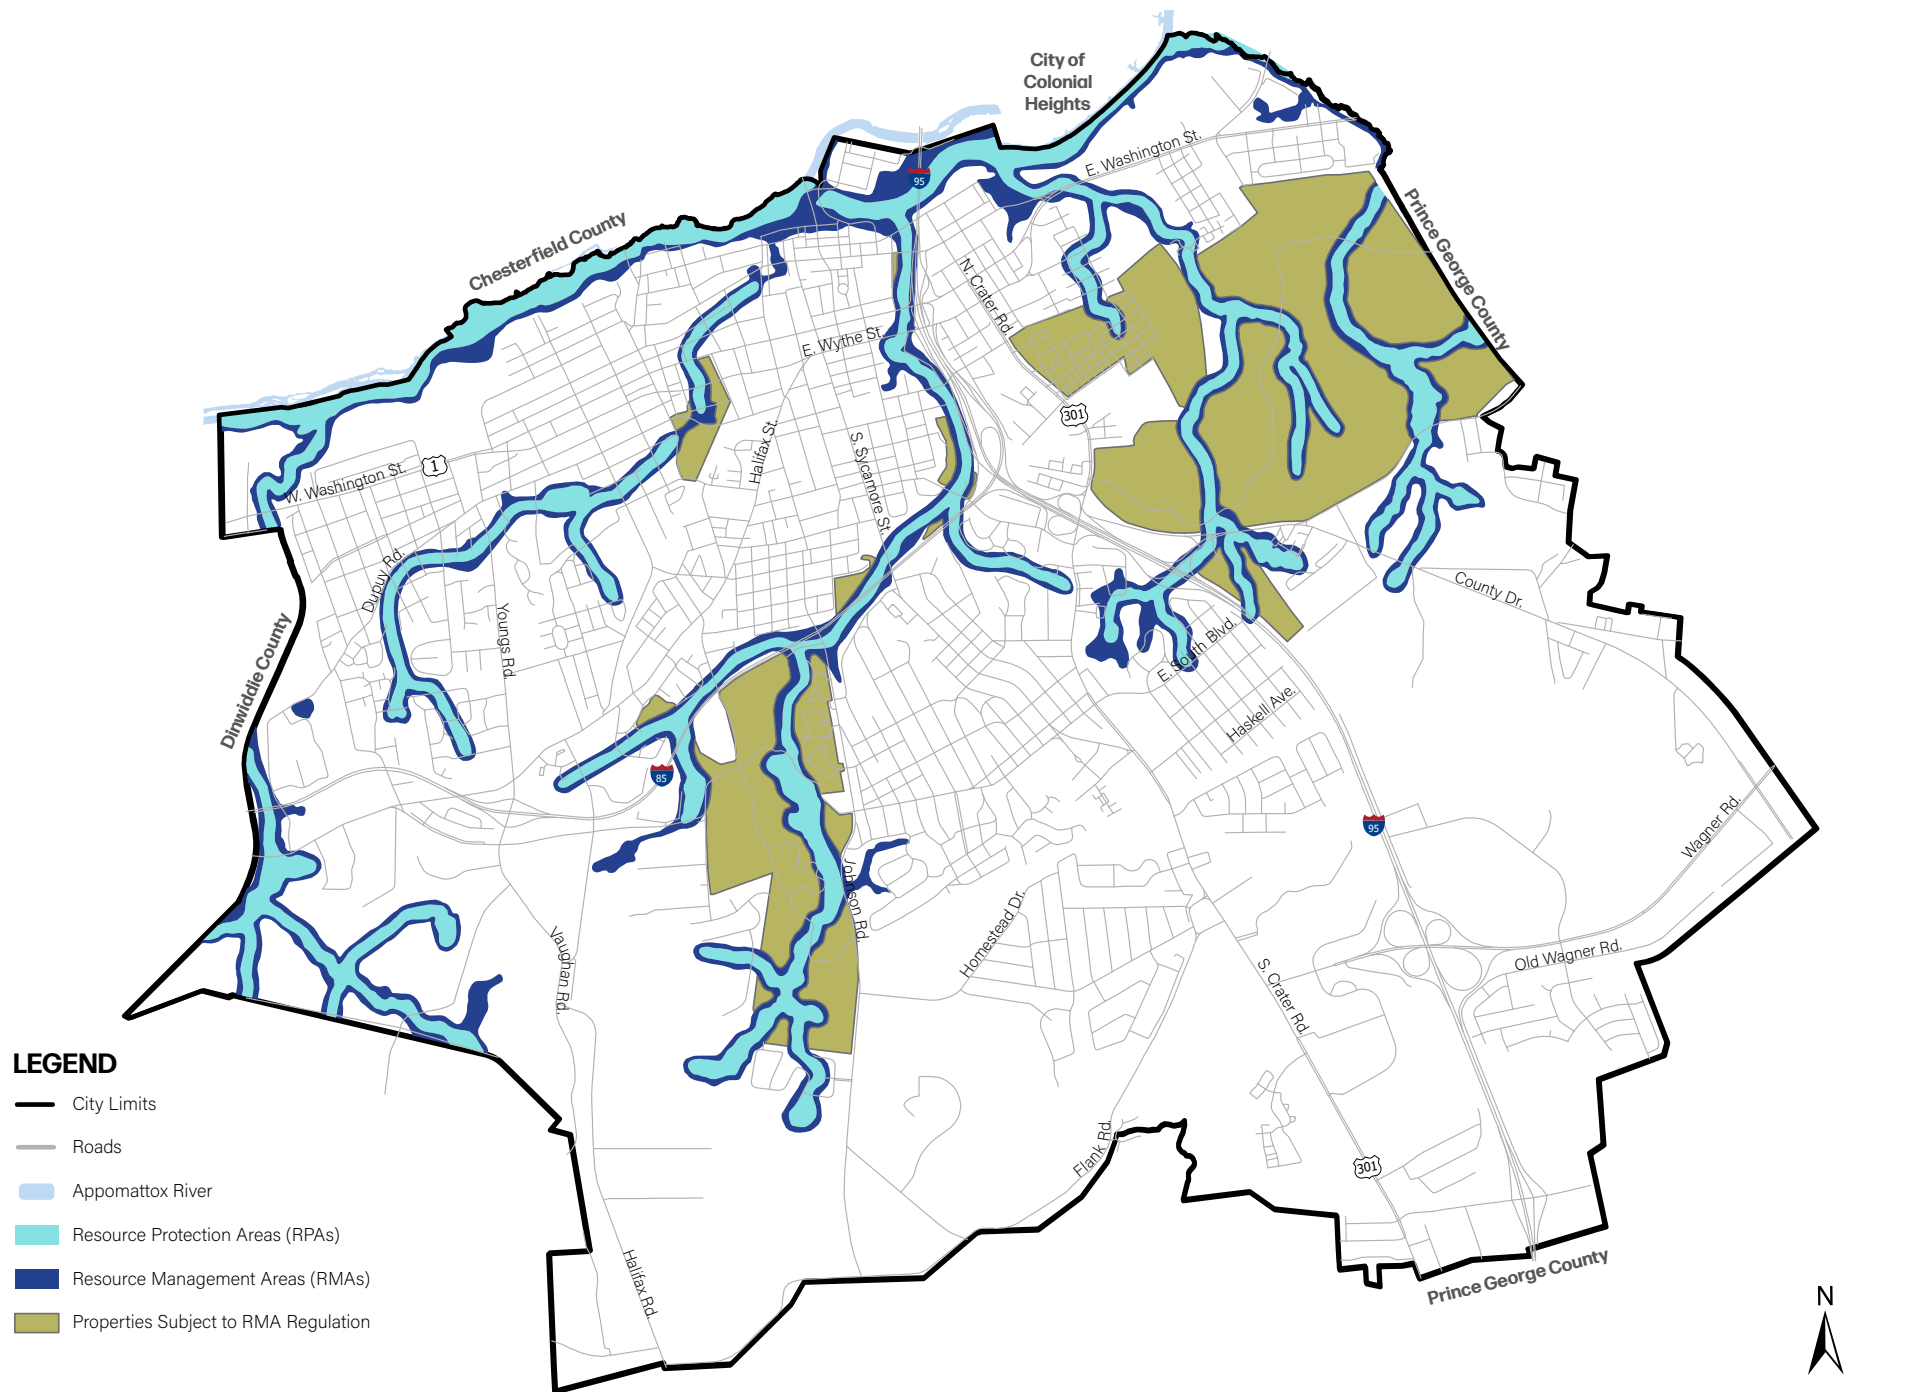 City of
Colonial
Heights
E. Washington St.
95
Chesterfield County
Prince George County
N. Crater Rd.
E. Wythe St.
301
Halifax St.
S. Sycamore St.
1
W. Washington St.
Dupuy Rd.
Youngs Rd.
County Dr.
Dinwiddie County
E. South Blvd.
Haskell Ave.
85
95
Wagner Rd.
Johnson Rd.
Homestead Dr.
Vaughan Rd.
Old Wagner Rd.
S. Crater Rd.
Flank Rd.
301
Halifax Rd.
Prince George County
LEGEND
City Limits
Roads
Appomattox River
Resource Protection Areas (RPAs)
Resource Management Areas (RMAs)
Properties Subject to RMA Regulation
N